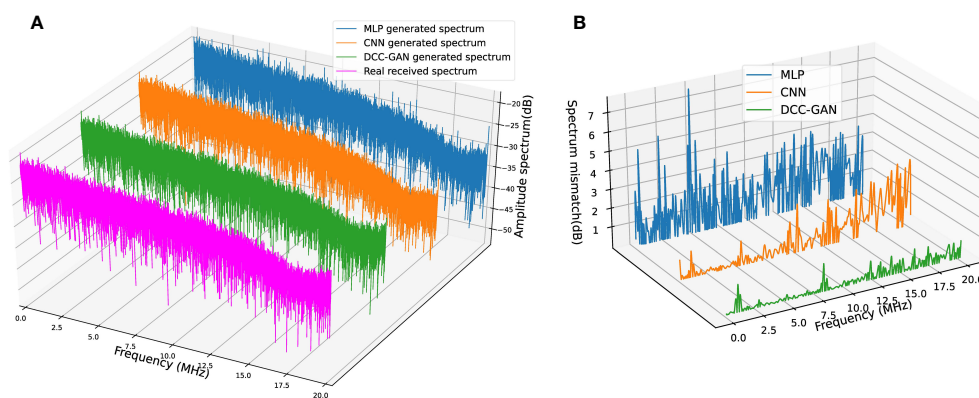 A
MLP generated spectrum
CNN generated spectrum
DCC-GAN generated spectrum
Real received spectrum
−20
−25
−30
−35
−40
−45
−50
Amplitude spectrum(dB)
0.0
2.5
5.0
7.5
10.0
12.5
15.0
17.5
20.0
Frequency (MHz)
B
MLP
CNN
DCC-GAN
Spectrum mismatch(dB)
7
6
5
4
3
2
1
0.0
2.5
5.0
7.5
10.0
12.5
15.0
17.5
20.0
Frequency (MHz)